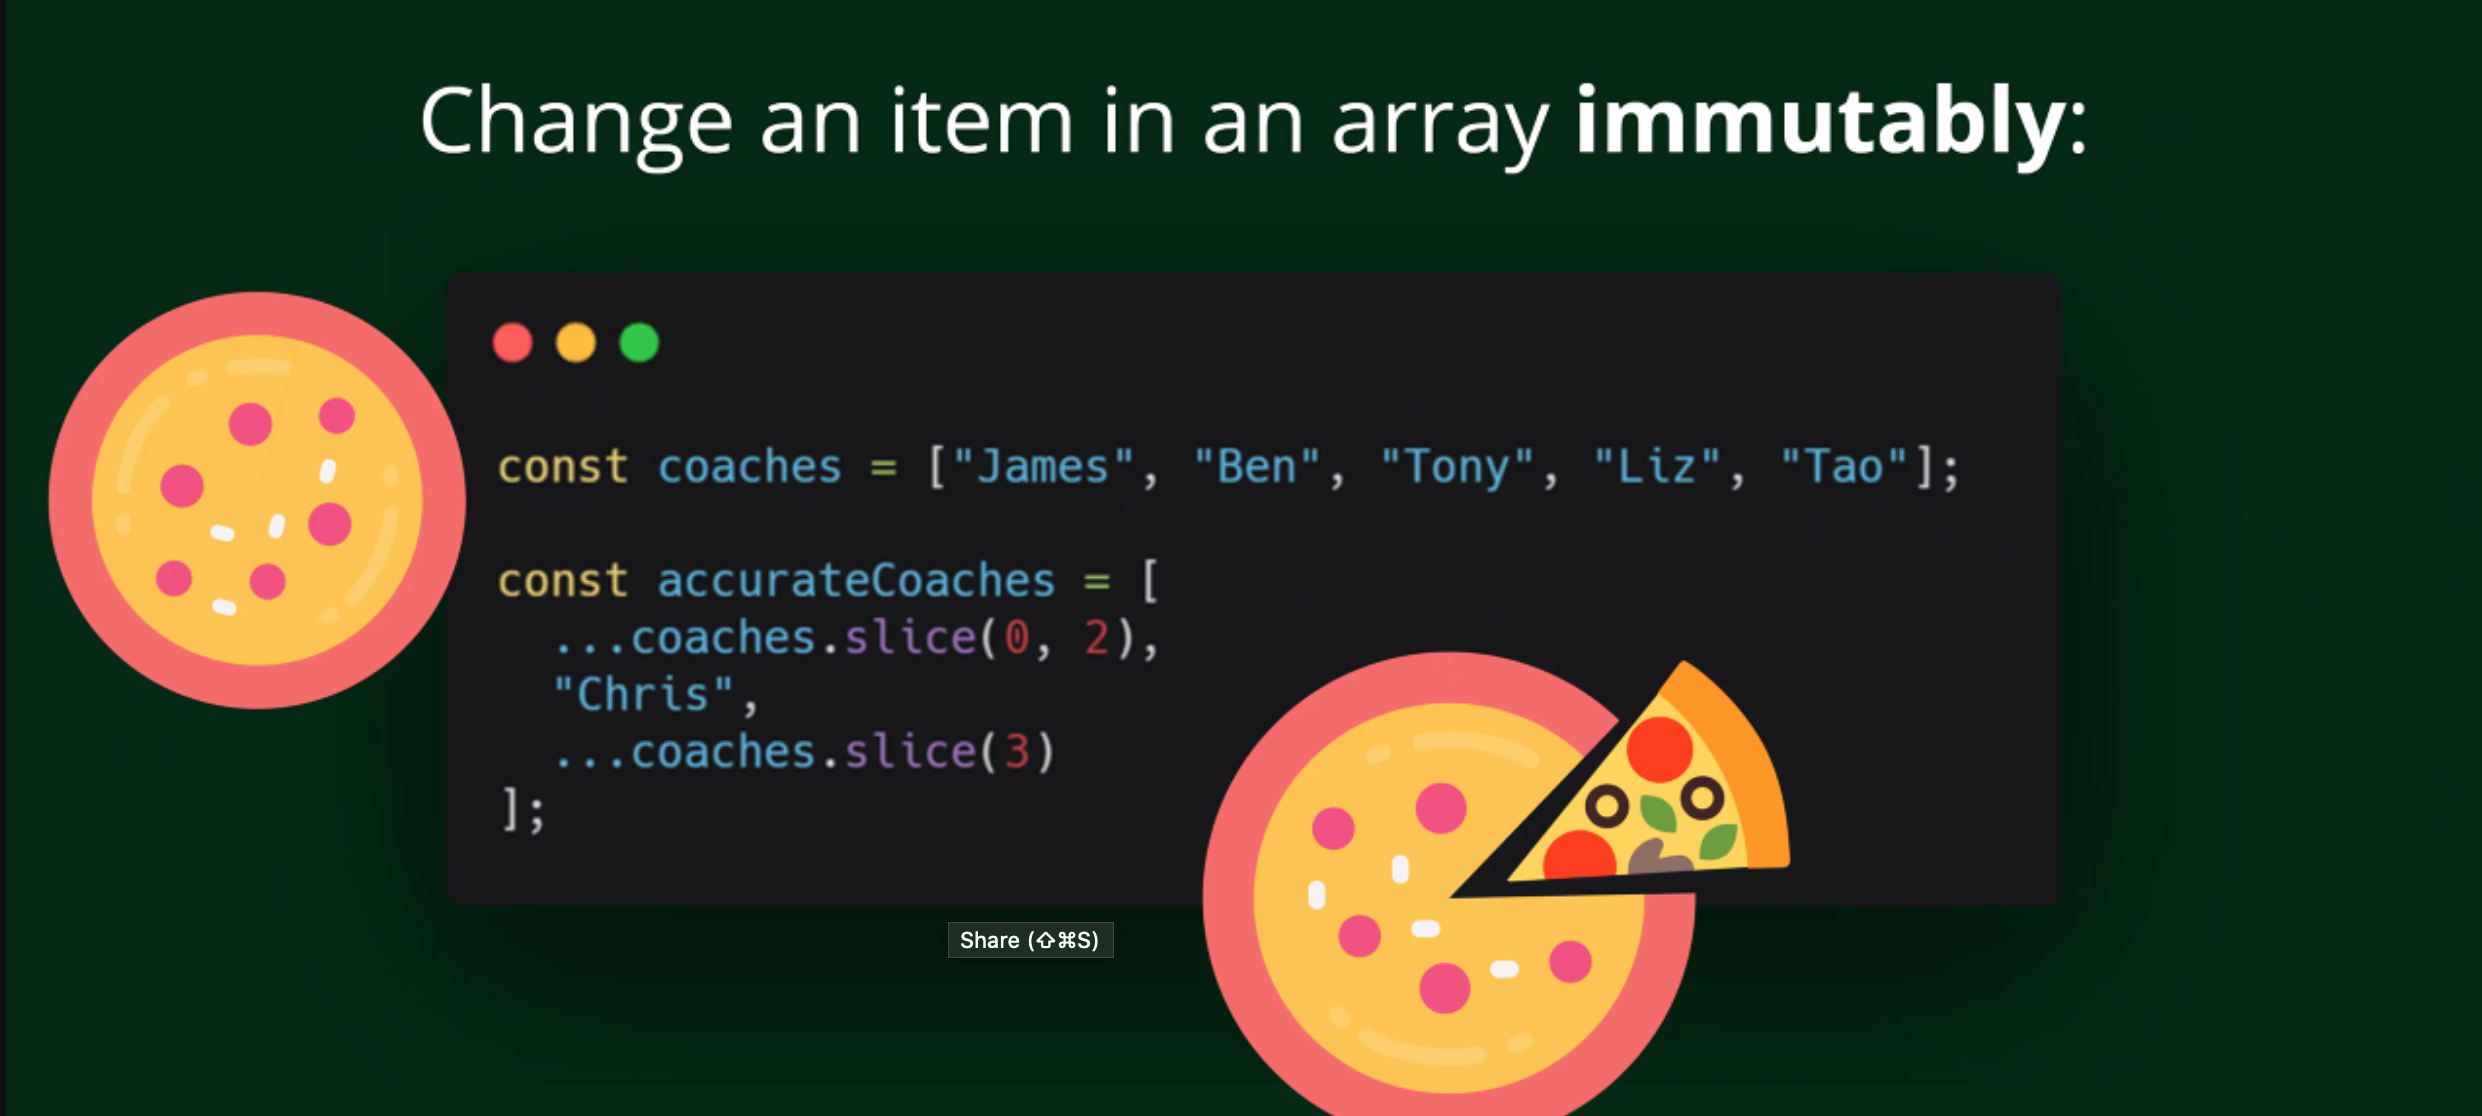 Change an item in an array immutably:
const coaches = ["James", "Ben", "Tony", "Liz", "Tao"];
const accurateCoaches = [
  ...coaches.slice(0, 2),
  "Chris",
  ...coaches.slice(3)
];
Share (⇧⌘S)